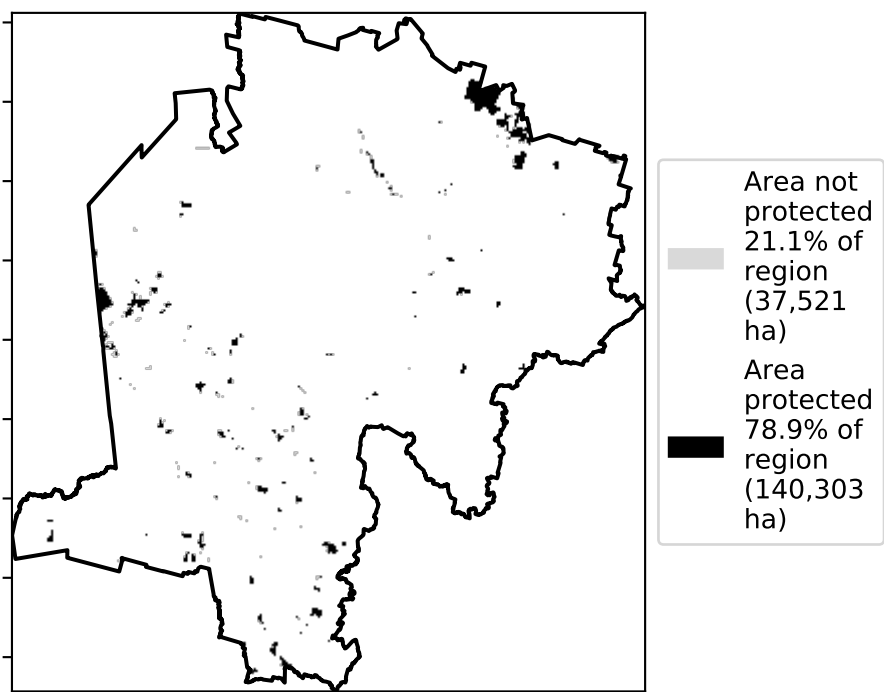 Area not
protected
21.1% of
region
(37,521
ha)
Area
protected
78.9% of
region
(140,303
ha)